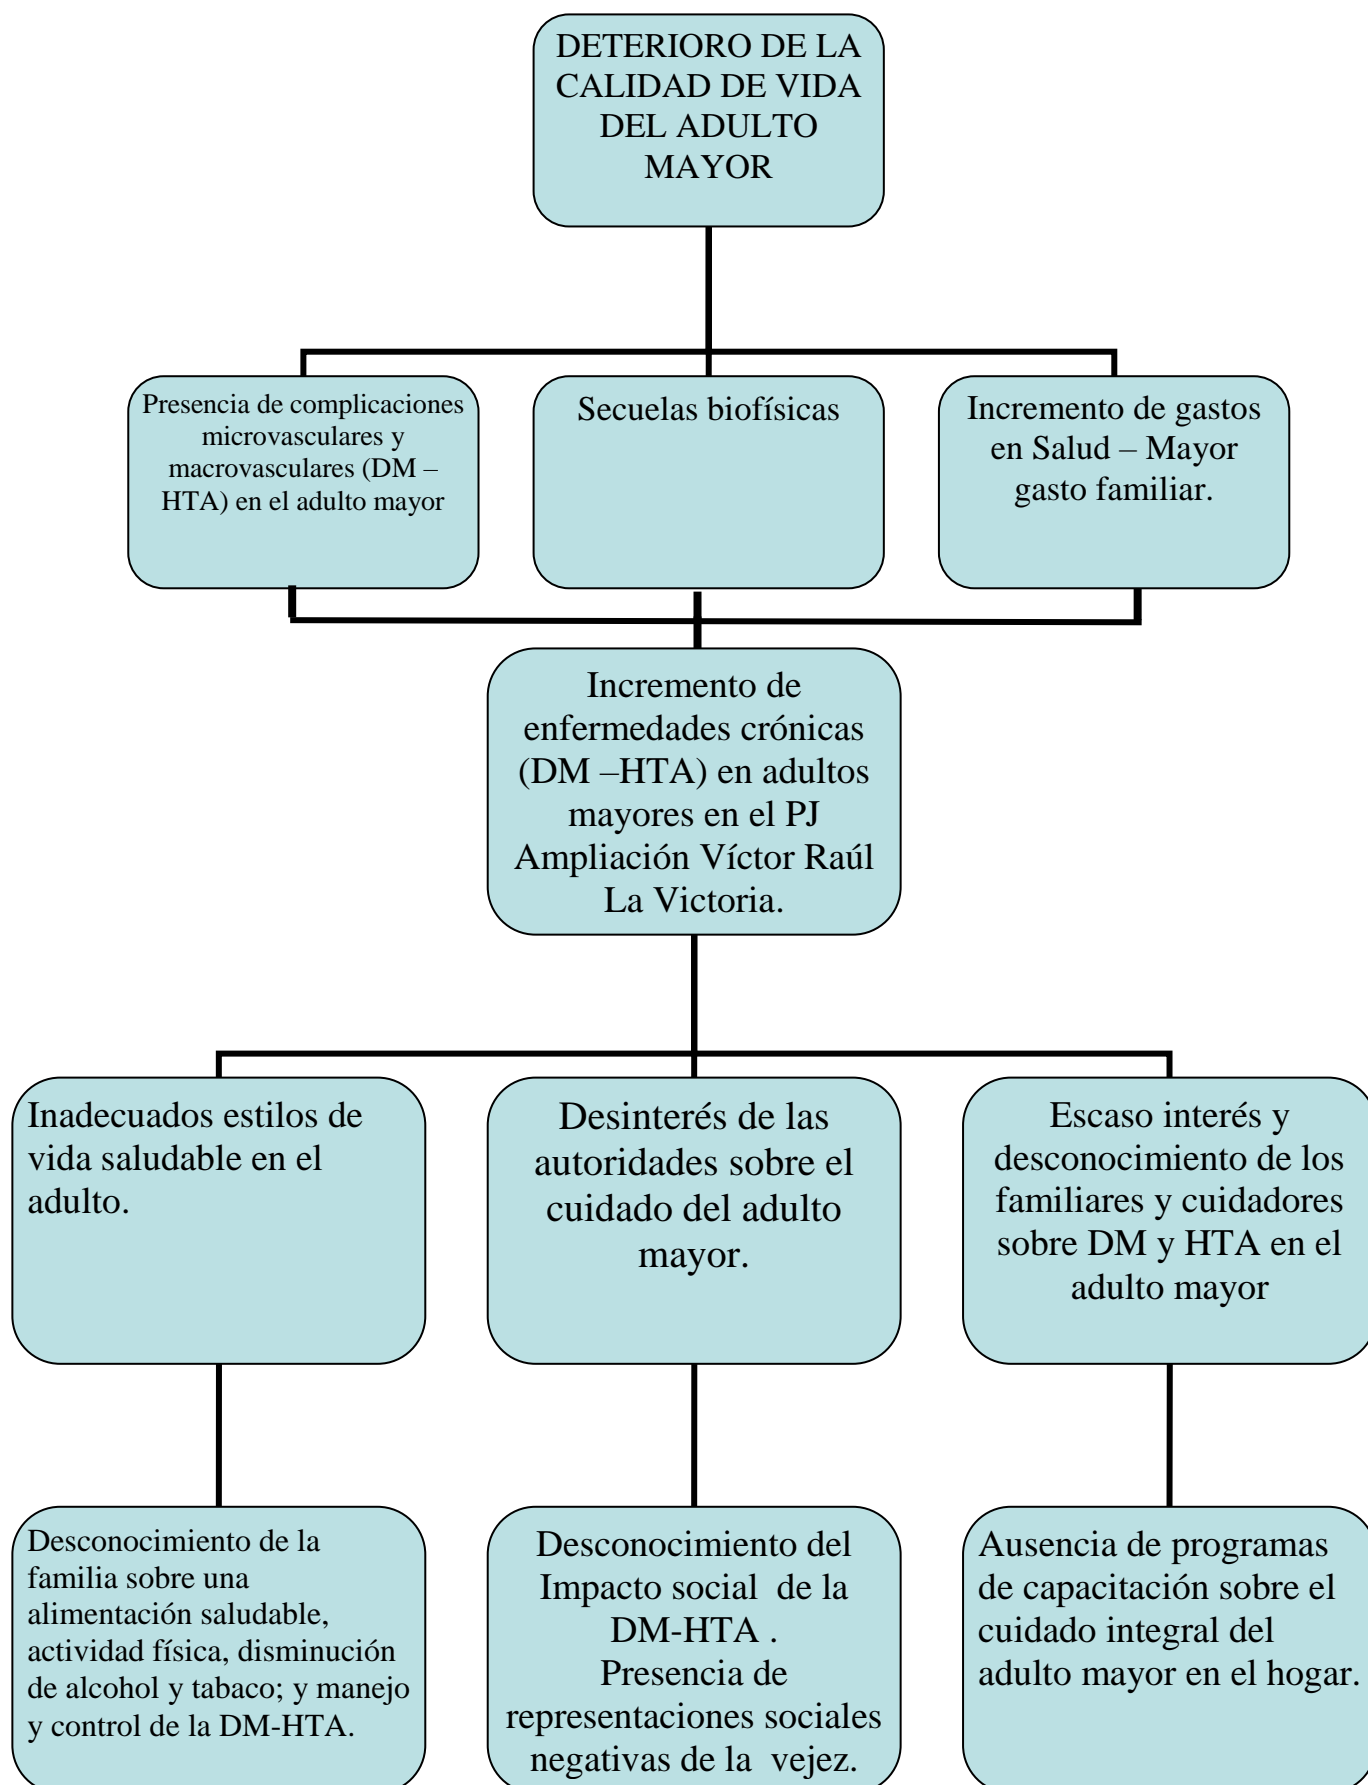 DETERIORO DE LA
CALIDAD DE VIDA
DEL ADULTO
MAYOR
Presencia de complicaciones
microvasculares y
macrovasculares (DM –
HTA) en el adulto mayor
Secuelas biofísicas
Incremento de gastos
en Salud – Mayor
gasto familiar.
Incremento de
enfermedades crónicas
(DM –HTA) en adultos
mayores en el PJ
Ampliación Víctor Raúl
La Victoria.
Inadecuados estilos de
vida saludable en el
adulto.
Desinterés de las
autoridades sobre el
cuidado del adulto
mayor.
Escaso interés y
desconocimiento de los
familiares y cuidadores
sobre DM y HTA en el
adulto mayor
Desconocimiento de la
familia sobre una
alimentación saludable,
actividad física, disminución
de alcohol y tabaco; y manejo
y control de la DM-HTA.
Desconocimiento del
Impacto social  de la
DM-HTA .
Presencia de
representaciones sociales
negativas de la  vejez.
Ausencia de programas
de capacitación sobre el
cuidado integral del
adulto mayor en el hogar.